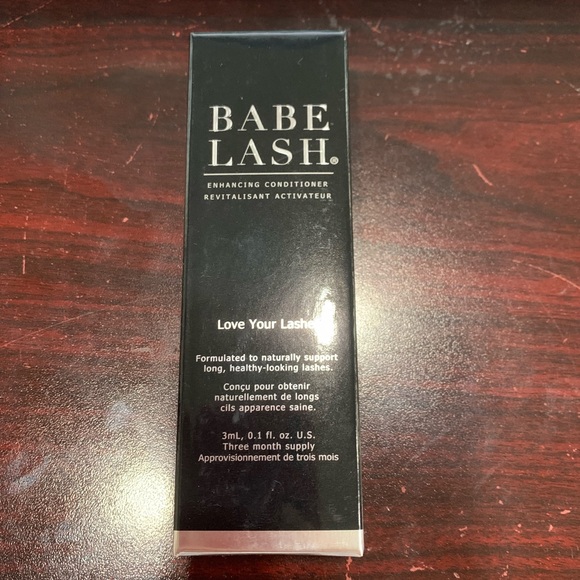 BABE
LASH®
ENHANCING CONDITIONER
REVITALISANT ACTIVATEUR
Love Your Lashes
Formulated to naturally support
long, healthy-looking lashes.
Conçu pour obtenir
naturellement de longs
cils apparence saine.
3mL, 0.1 fl. oz. U.S.
Three month supply
Approvisionnement de trois mois